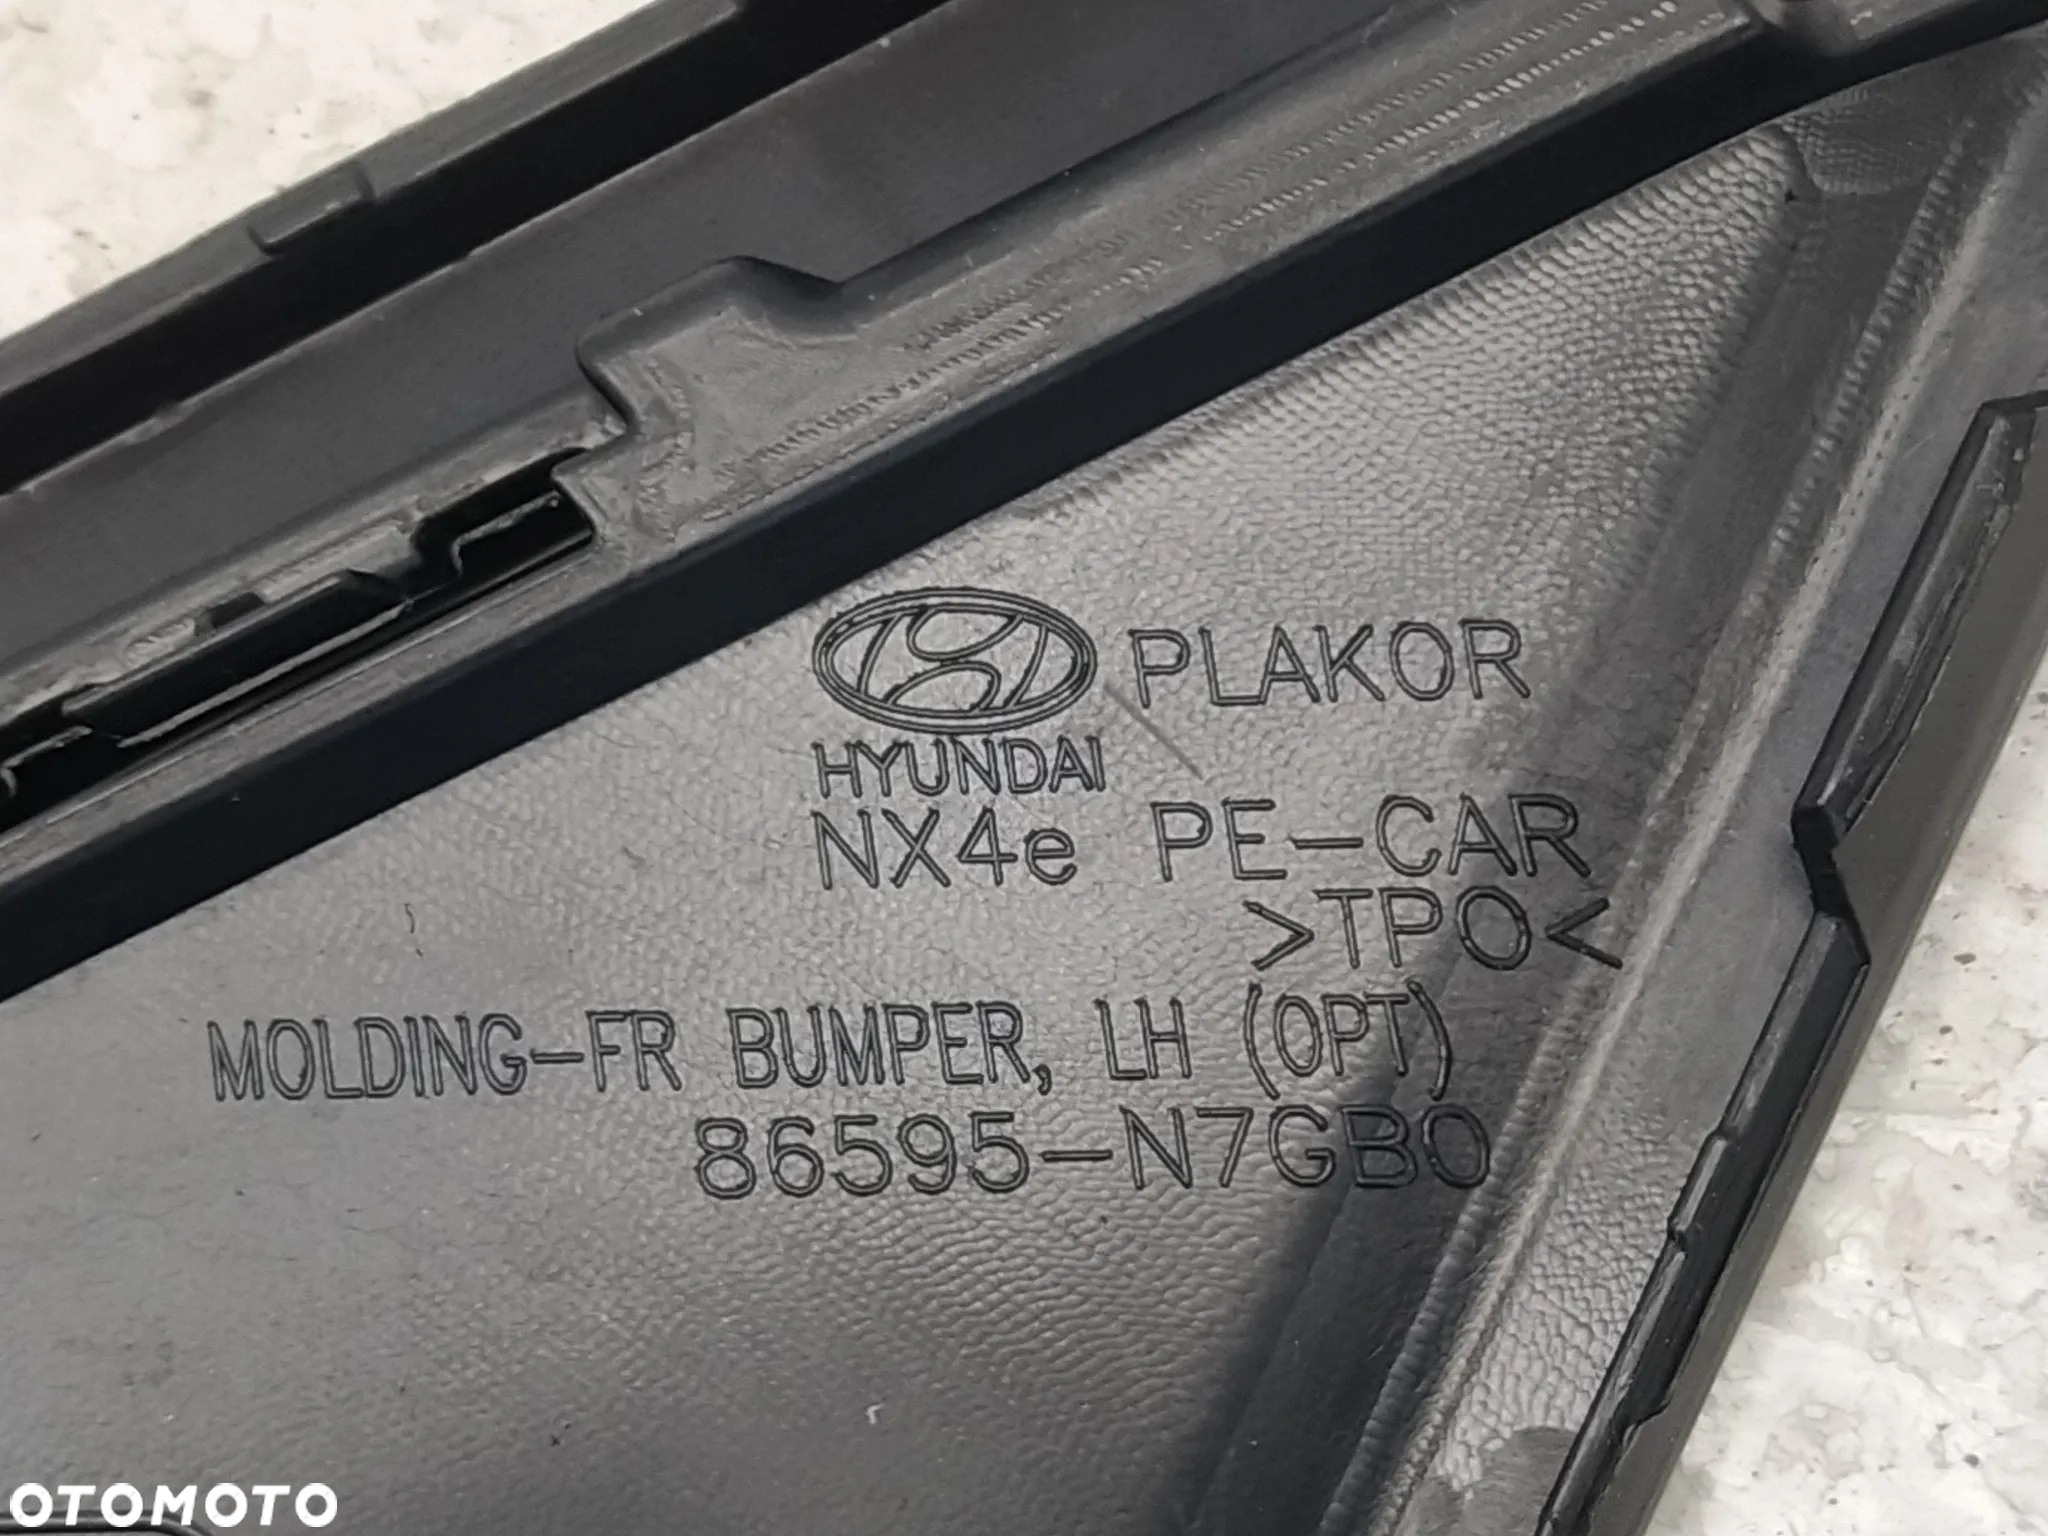 PLAKOR
HYUNDAI
NX4e PE-CAR
>TPO<
MOLDING-FR BUMPER, LH (OPT)
86595-N7GB0
OTOMOTO